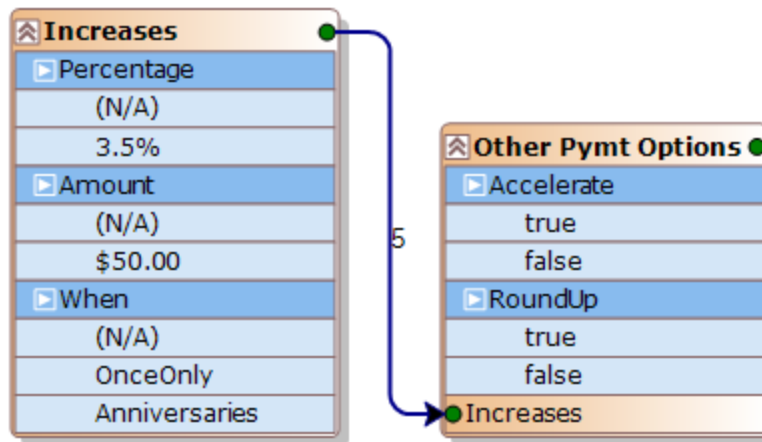 Increases
Percentage
(N/A)
3.5%
Amount
(N/A)
$50.00
When
(N/A)
OnceOnly
Anniversaries
5
Other Pymt Options
Accelerate
true
false
RoundUp
true
false
Increases